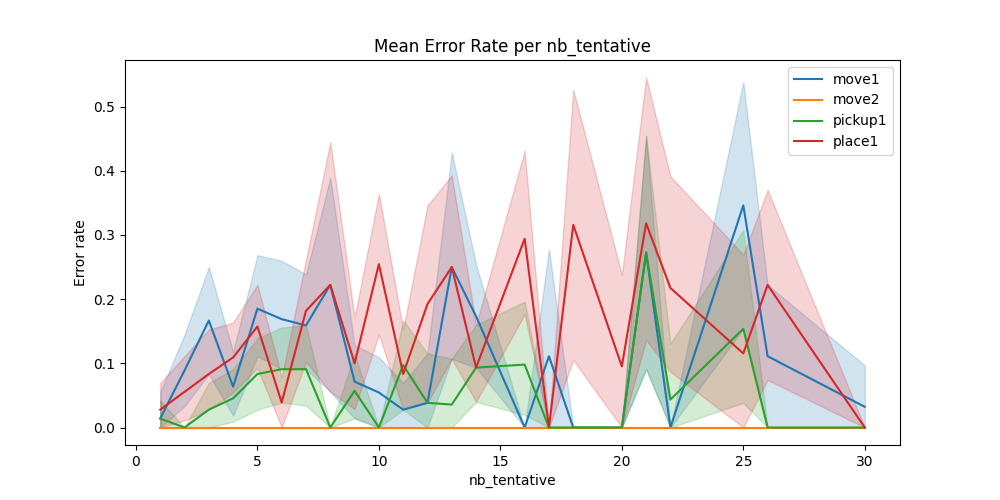 Mean Error Rate per nb_tentative
move1
move2
pickup1
place1
Error rate
0.5
0.4
0.3
0.2
0.1
0.0
0 5 10 15 20 25 30
nb_tentative